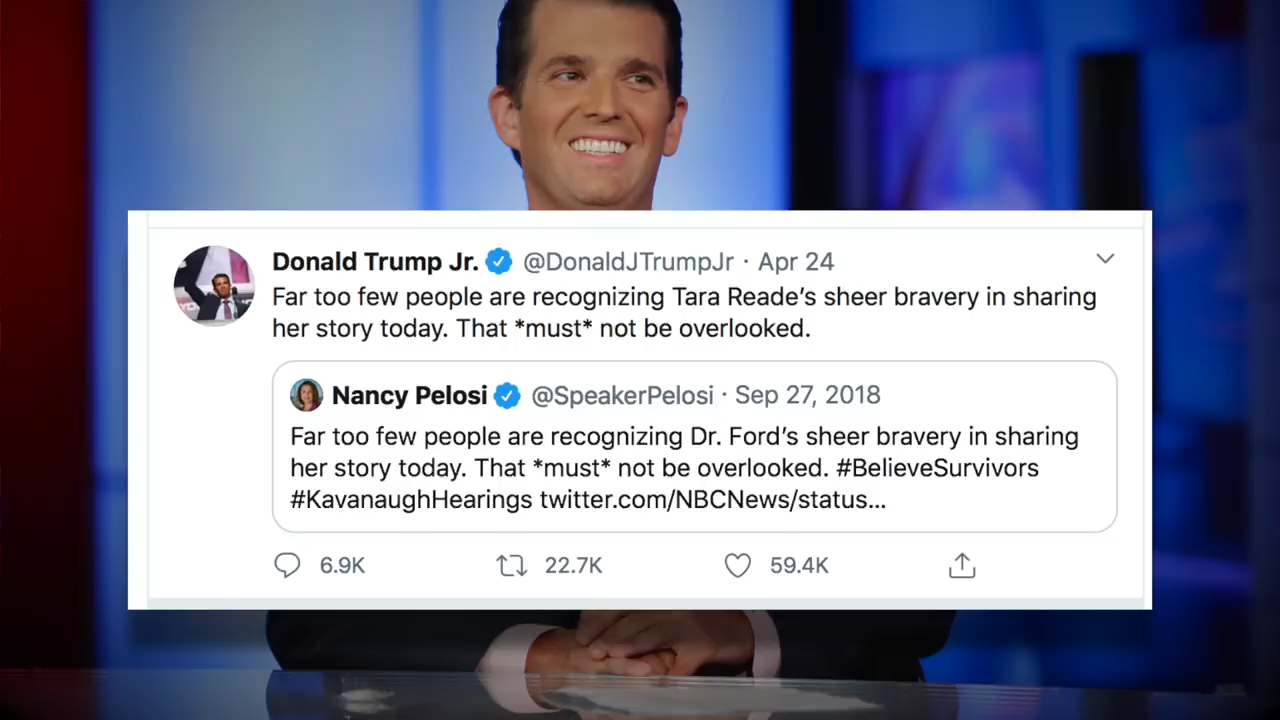 Donald Trump Jr. @DonaldJTrumpJr · Apr 24
Far too few people are recognizing Tara Reade’s sheer bravery in sharing
her story today. That *must* not be overlooked.
Nancy Pelosi @SpeakerPelosi · Sep 27, 2018
Far too few people are recognizing Dr. Ford’s sheer bravery in sharing
her story today. That *must* not be overlooked. #BelieveSurvivors
#KavanaughHearings twitter.com/NBCNews/status...
6.9K 22.7K 59.4K